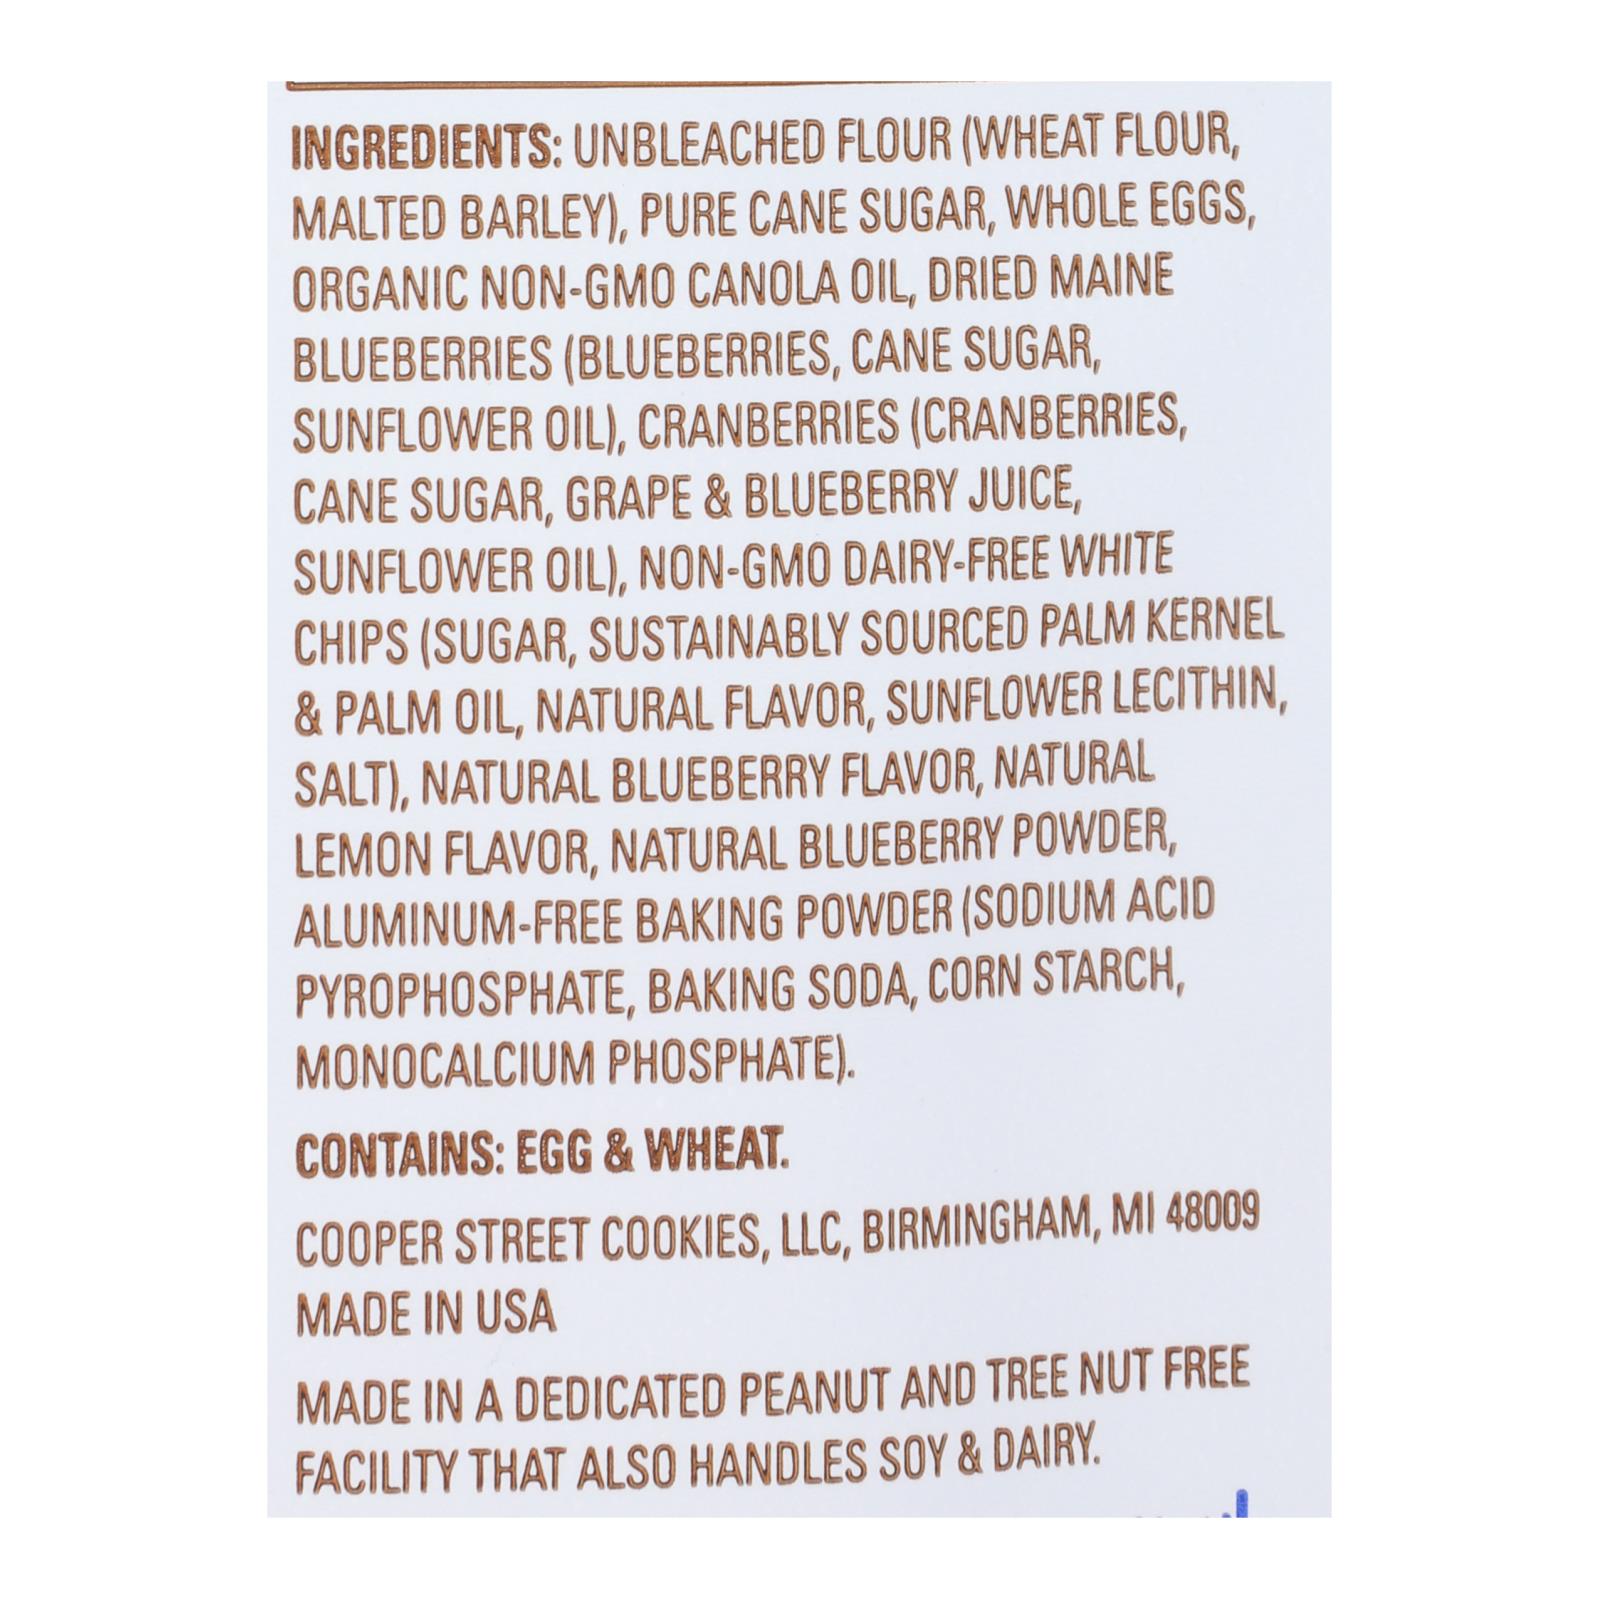 INGREDIENTS: UNBLEACHED FLOUR (WHEAT FLOUR,
MALTED BARLEY), PURE CANE SUGAR, WHOLE EGGS,
ORGANIC NON-GMO CANOLA OIL, DRIED MAINE
BLUEBERRIES (BLUEBERRIES, CANE SUGAR,
SUNFLOWER OIL), CRANBERRIES (CRANBERRIES,
CANE SUGAR, GRAPE & BLUEBERRY JUICE,
SUNFLOWER OIL), NON-GMO DAIRY-FREE WHITE
CHIPS (SUGAR, SUSTAINABLY SOURCED PALM KERNEL
& PALM OIL, NATURAL FLAVOR, SUNFLOWER LECITHIN,
SALT), NATURAL BLUEBERRY FLAVOR, NATURAL
LEMON FLAVOR, NATURAL BLUEBERRY POWDER,
ALUMINUM-FREE BAKING POWDER (SODIUM ACID
PYROPHOSPHATE, BAKING SODA, CORN STARCH,
MONOCALCIUM PHOSPHATE).
CONTAINS: EGG & WHEAT.
COOPER STREET COOKIES, LLC, BIRMINGHAM, MI 48009
MADE IN USA
MADE IN A DEDICATED PEANUT AND TREE NUT FREE
FACILITY THAT ALSO HANDLES SOY & DAIRY.